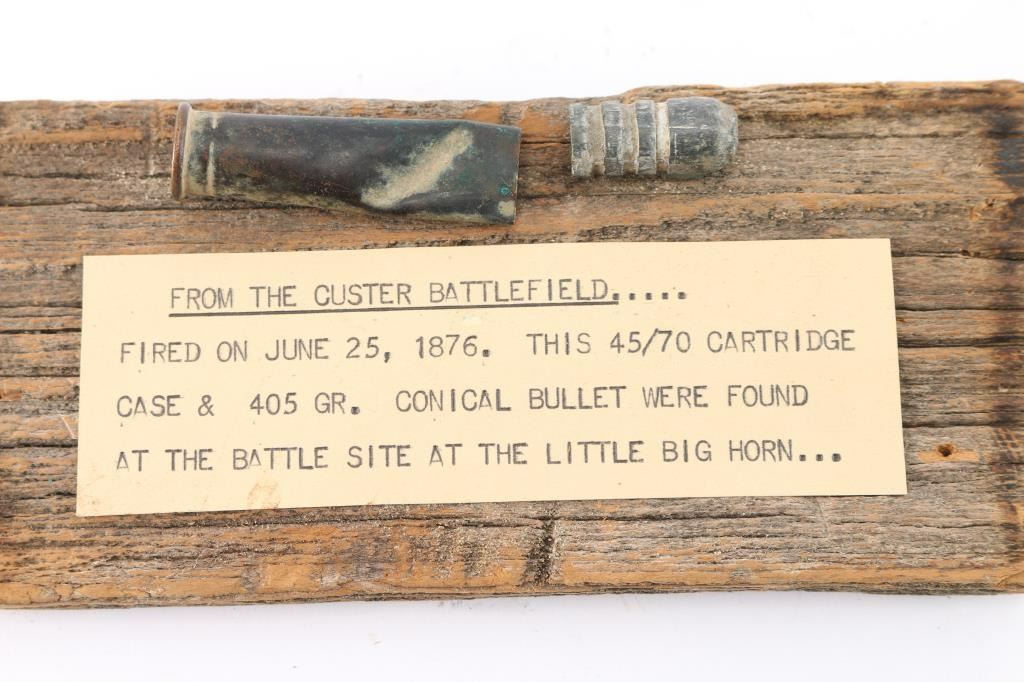 FROM THE CUSTER BATTLEFIELD.....
FIRED ON JUNE 25, 1876. THIS 45/70 CARTRIDGE
CASE & 405 GR. CONICAL BULLET WERE FOUND
AT THE BATTLE SITE AT THE LITTLE BIG HORN...